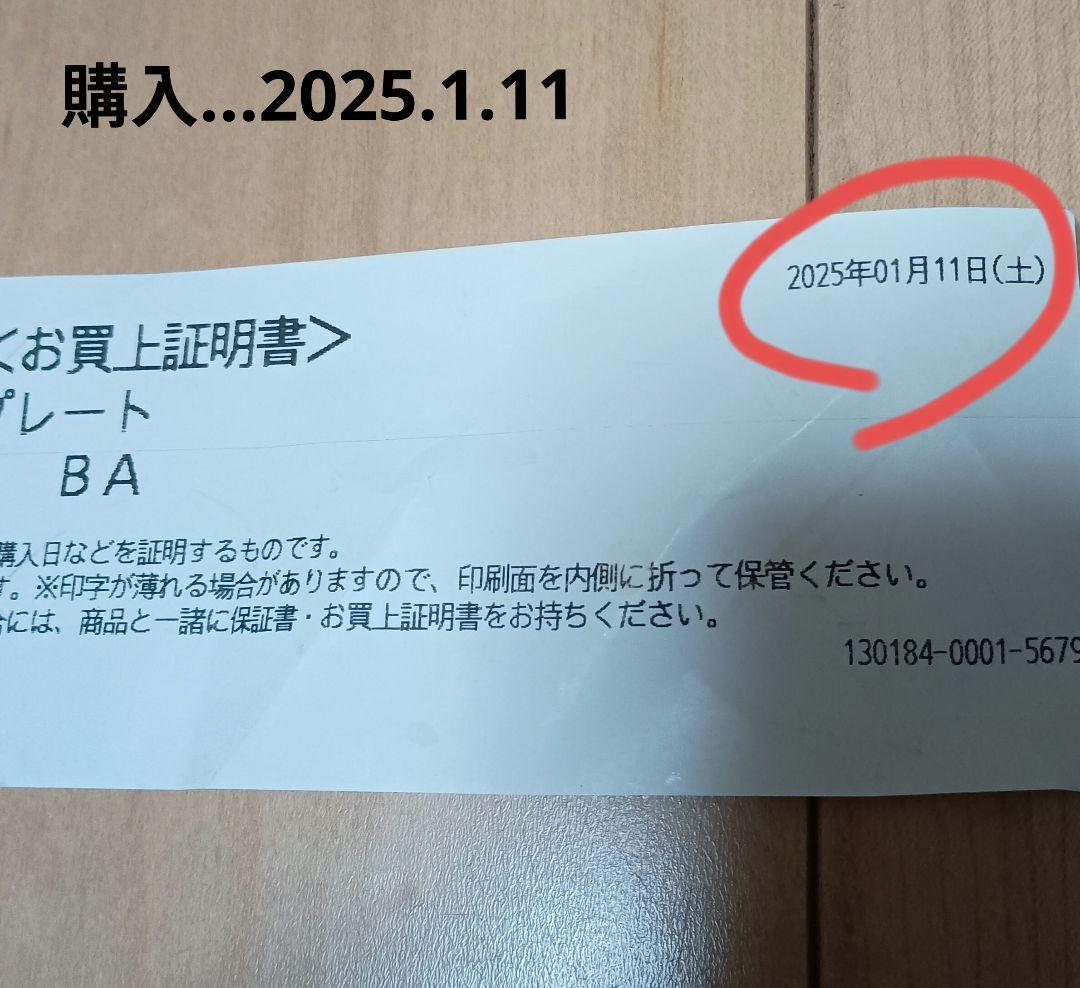 購入…2025.1.11
2025年01月11日(土)
<お買上証明書>
プレート
BA
購入日などを証明するものです。
す。※印字が薄れる場合がありますので、印刷面を内側に折って保管ください。
合には、商品と一緒に保証書・お買上証明書をお持ちください。
130184-0001-5679